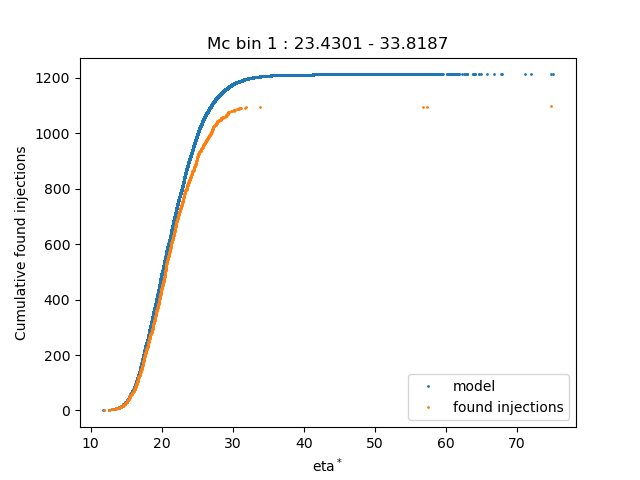 Mc bin 1 : 23.4301 - 33.8187
Cumulative found injections
1200
1000
800
600
400
200
0
10 20 30 40 50 60 70
eta*
model
found injections